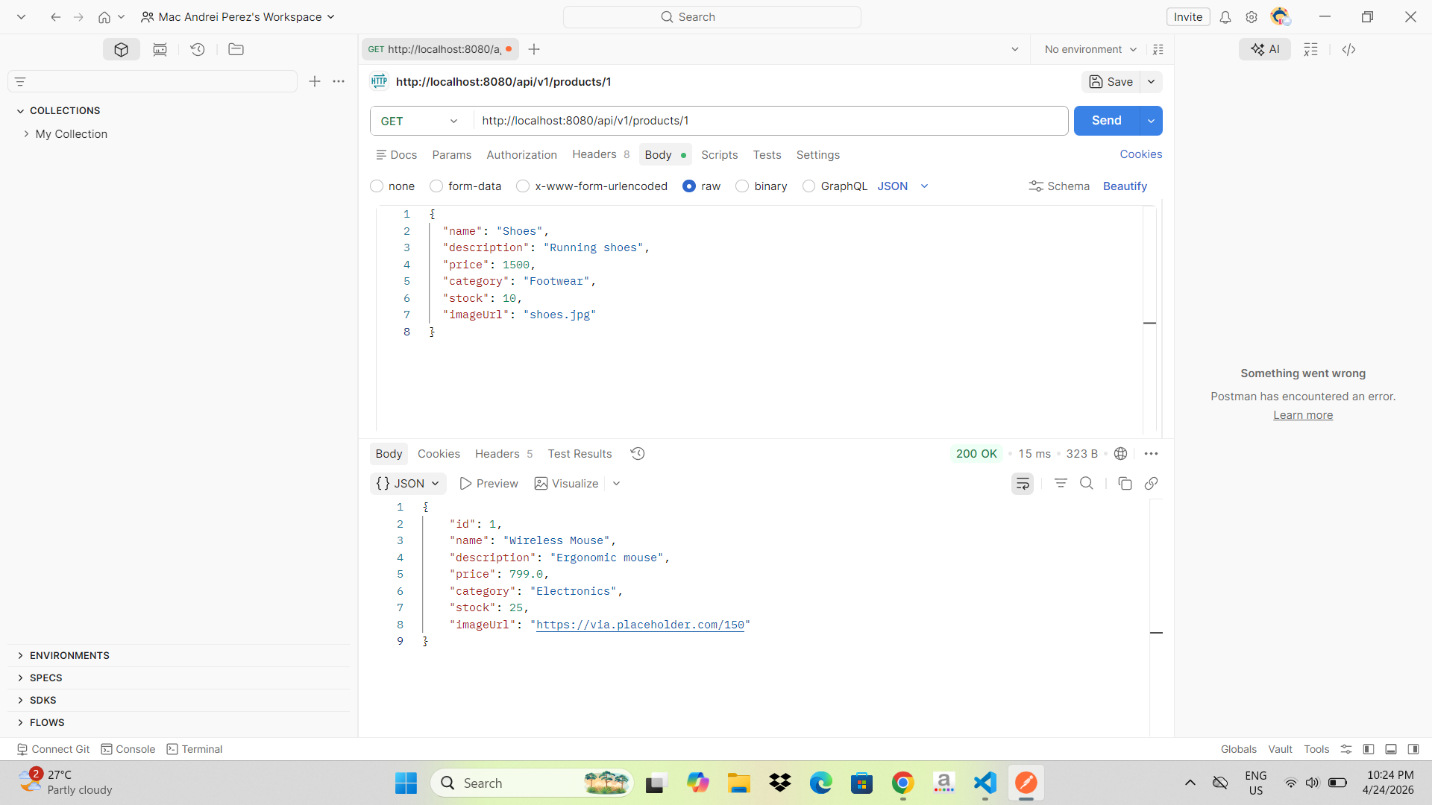 Mac Andrei Perez's Workspace
Search
Invite
GET http://localhost:8080/a
No environment
AI
HTTP http://localhost:8080/api/v1/products/1
Save
COLLECTIONS
My Collection
GET
http://localhost:8080/api/v1/products/1
Send
Docs Params Authorization Headers 8 Body Scripts Tests Settings
Cookies
none form-data x-www-form-urlencoded raw binary GraphQL JSON
Schema Beautify
1 {
2 "name": "Shoes",
3 "description": "Running shoes",
4 "price": 1500,
5 "category": "Footwear",
6 "stock": 10,
7 "imageUrl": "shoes.jpg"
8 }
Something went wrong
Postman has encountered an error.
Learn more
Body Cookies Headers 5 Test Results
200 OK • 15 ms • 323 B •
{ } JSON Preview Visualize
1 {
2 "id": 1,
3 "name": "Wireless Mouse",
4 "description": "Ergonomic mouse",
5 "price": 799.0,
6 "category": "Electronics",
7 "stock": 25,
8 "imageUrl": "https://via.placeholder.com/150"
9 }
ENVIRONMENTS
SPECS
SDKS
FLOWS
Connect Git Console Terminal
Globals Vault Tools
2
27°C
Partly cloudy
Search
a
ENG
US
10:24 PM
4/24/2026